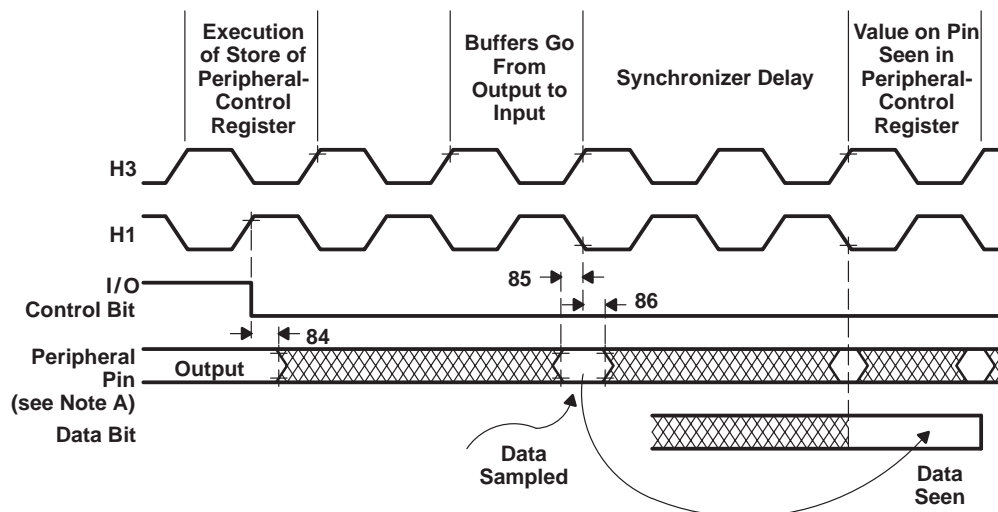 Execution
of Store of
Peripheral-
Control
Register
Buffers Go
From
Output to
Input
Synchronizer Delay
Value on Pin
Seen in
Peripheral-
Control
Register
H3
H1
I/O
Control Bit
85
86
84
Peripheral
Pin
(see Note A)
Output
Data Bit
Data
Sampled
Data
Seen